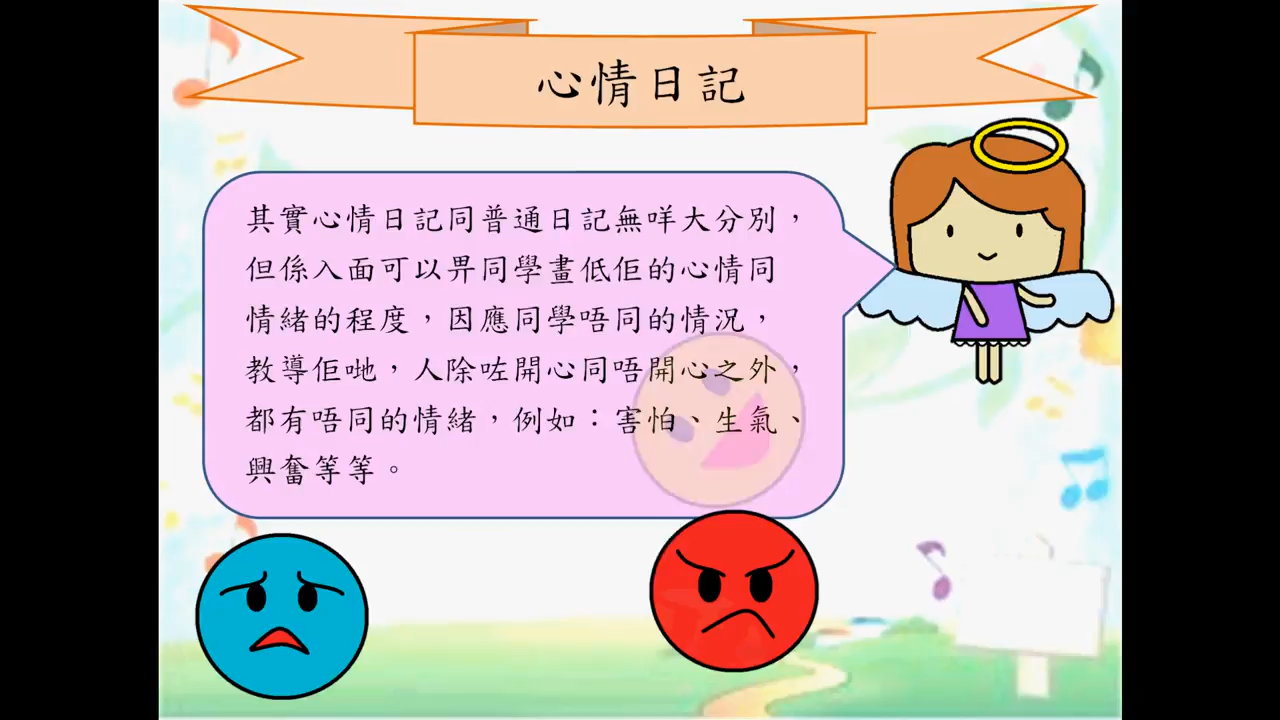 心情日記
其實心情日記同普通日記無咩大分別，
但係入面可以畀同學畫低佢的心情同
情緒的程度，因應同學唔同的情況，
教導佢哋，人除咗開心同唔開心之外，
都有唔同的情緒，例如：害怕、生氣、
興奮等等。